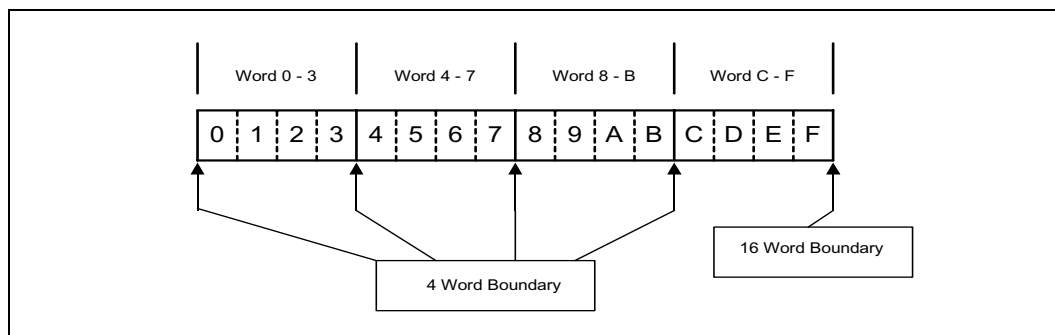 Word 0 - 3 Word 4 - 7 Word 8 - B Word C - F
0 1 2 3 4 5 6 7 8 9 A B C D E F
16 Word Boundary
4 Word Boundary